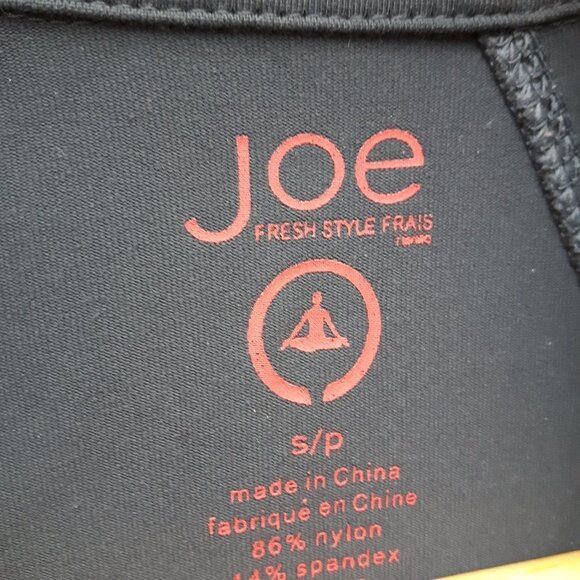 Joe
FRESH STYLE FRAIS
s/p
made in China
fabriqué en Chine
86% nylon
14% spandex